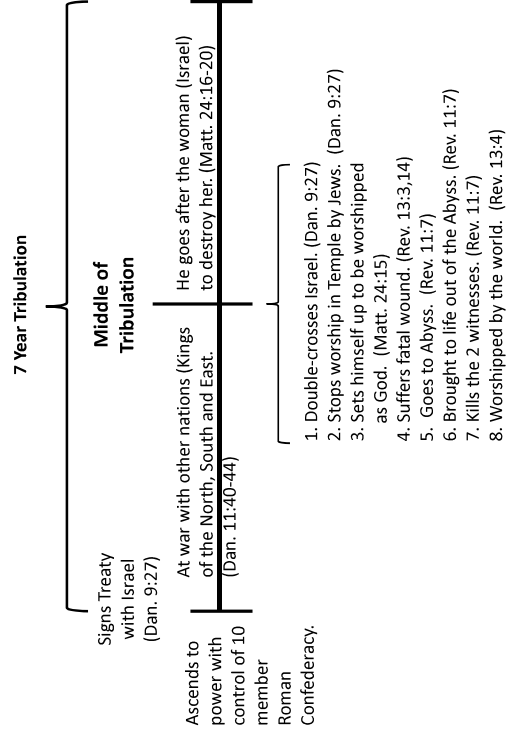 7 Year Tribulation
Signs Treaty
with Israel
(Dan. 9:27)
Middle of
Tribulation
Ascends to
power with
control of 10
member
Roman
Confederacy.
At war with other nations (Kings
of the North, South and East.
(Dan. 11:40-44)
He goes after the woman (Israel)
to destroy her. (Matt. 24:16-20)
1. Double-crosses Israel. (Dan. 9:27)
2. Stops worship in Temple by Jews. (Dan. 9:27)
3. Sets himself up to be worshipped
as God. (Matt. 24:15)
4. Suffers fatal wound. (Rev. 13:3,14)
5. Goes to Abyss. (Rev. 11:7)
6. Brought to life out of the Abyss. (Rev. 11:7)
7. Kills the 2 witnesses. (Rev. 11:7)
8. Worshipped by the world. (Rev. 13:4)